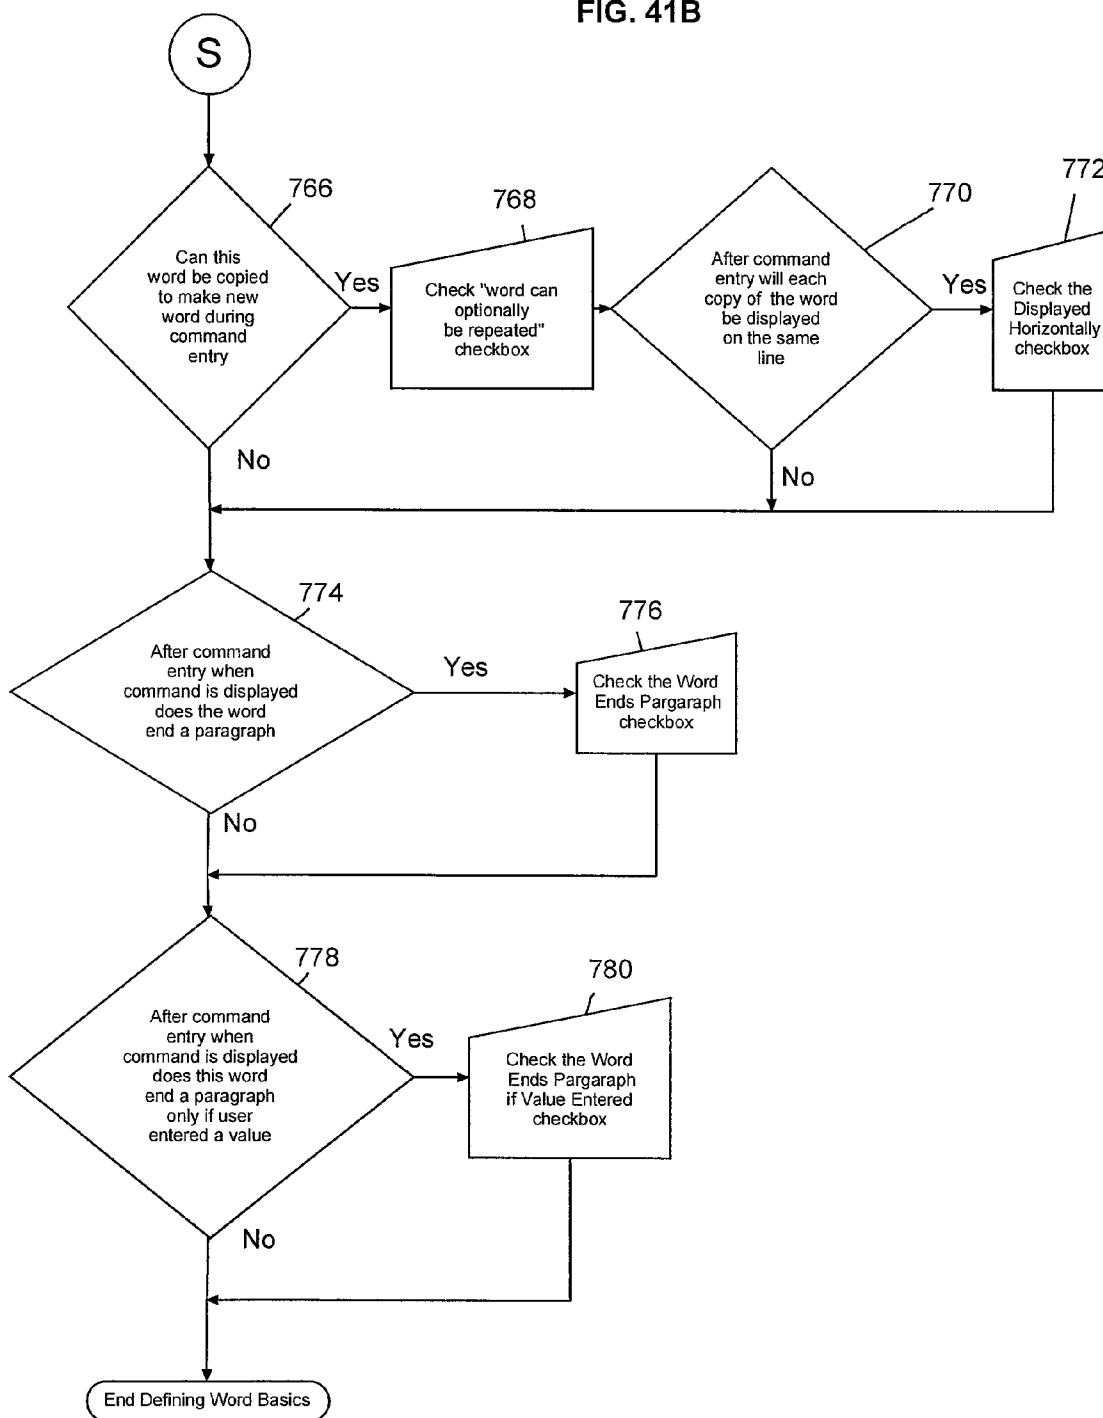 FIG. 41B
S
766
Can this
word be copied
to make new
word during
command
entry
Yes
768
Check "word can
optionally
be repeated"
checkbox
770
After command
entry will each
copy of the word
be displayed
on the same
line
Yes
772
Check the
Displayed
Horizontally
checkbox
No
No
774
After command
entry when
command is displayed
does the word
end a paragraph
Yes
776
Check the Word
Ends Pargaraph
checkbox
No
778
After command
entry when
command is displayed
does this word
end a paragraph
only if user
entered a value
Yes
780
Check the Word
Ends Pargaraph
if Value Entered
checkbox
No
End Defining Word Basics